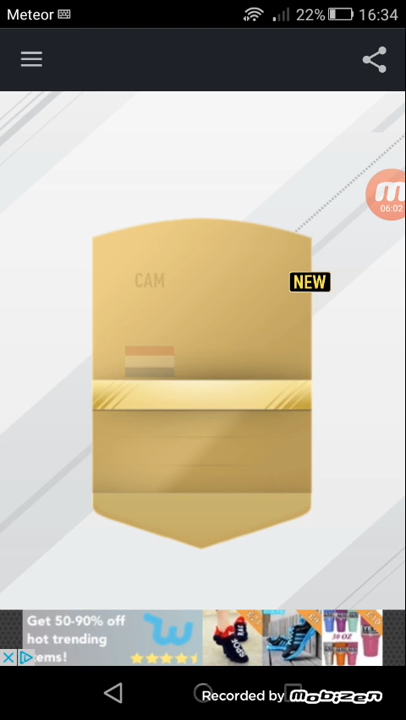 Meteor
22%
16:34
06:02
CAM
NEW
Get 50-90% off
hot trending
items!
Recorded by Mobizen